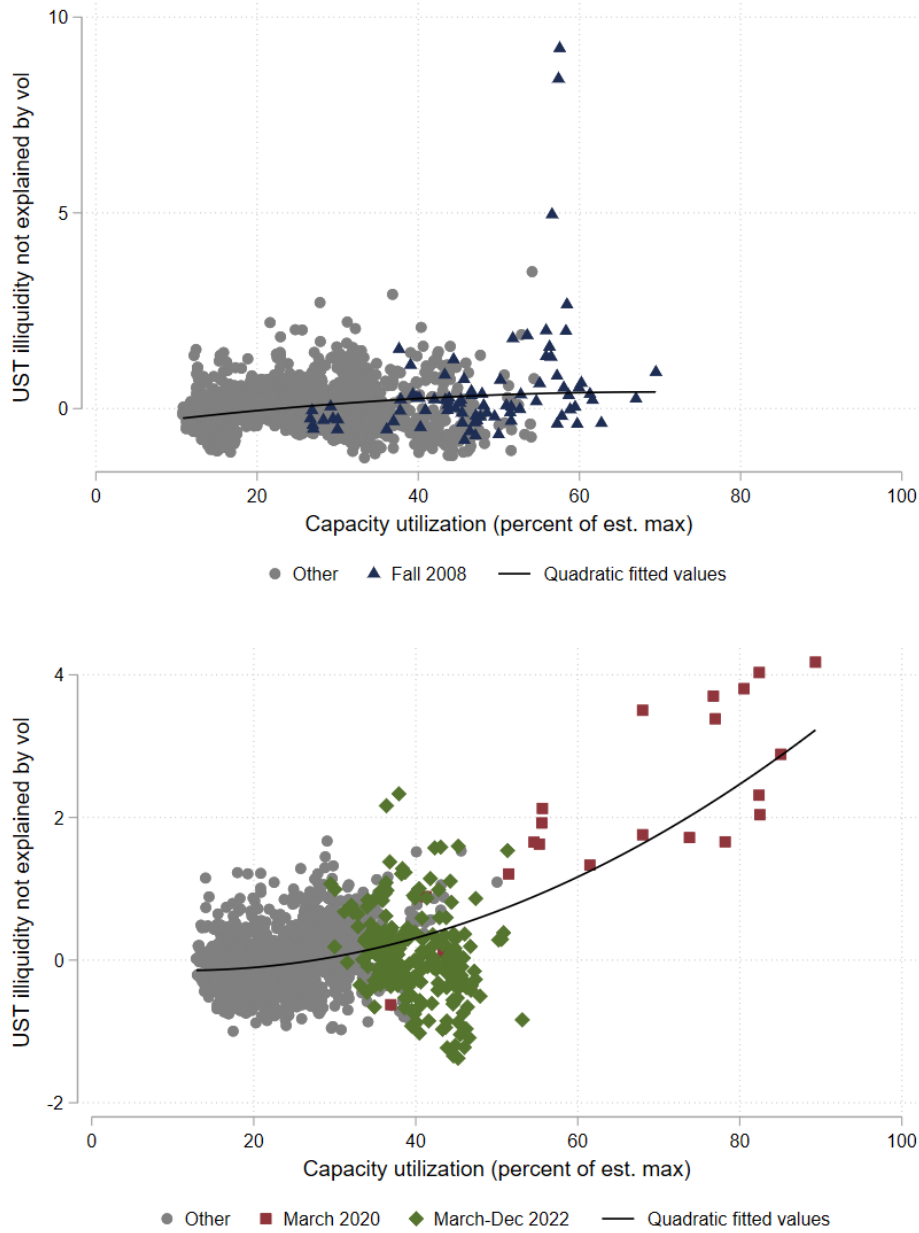 10
5
0
UST illiquidity not explained by vol
0 20 40 60 80 100
Capacity utilization (percent of est. max)
Other Fall 2008 Quadratic fitted values
4
2
0
-2
UST illiquidity not explained by vol
0 20 40 60 80 100
Capacity utilization (percent of est. max)
Other March 2020 March-Dec 2022 Quadratic fitted values